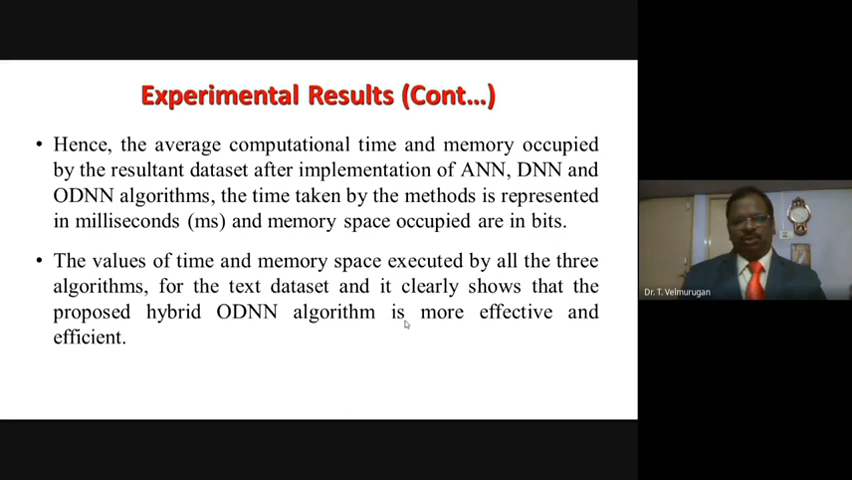 Experimental Results (Cont...)
• Hence, the average computational time and memory occupied
by the resultant dataset after implementation of ANN, DNN and
ODNN algorithms, the time taken by the methods is represented
in milliseconds (ms) and memory space occupied are in bits.
• The values of time and memory space executed by all the three
algorithms, for the text dataset and it clearly shows that the
proposed hybrid ODNN algorithm is more effective and
efficient.
Dr. T. Velmurugan